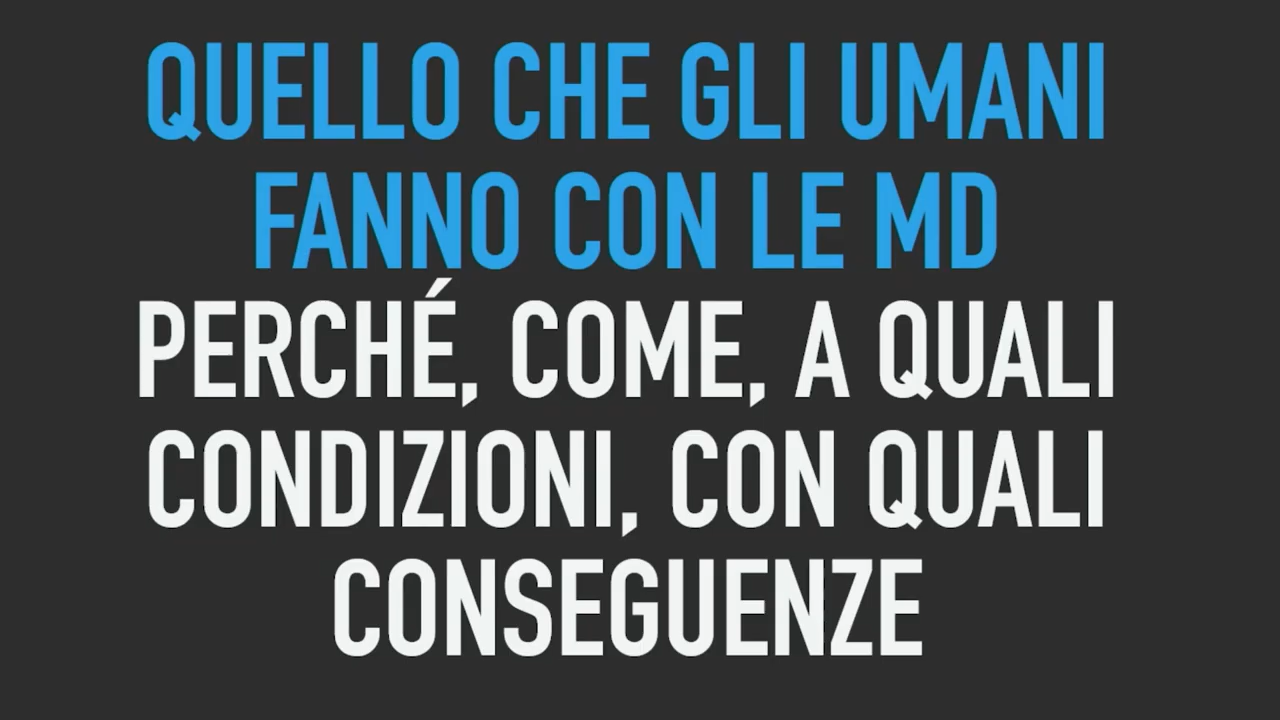 QUELLO CHE GLI UMANI
FANNO CON LE MD
PERCHÉ, COME, A QUALI
CONDIZIONI, CON QUALI
CONSEGUENZE